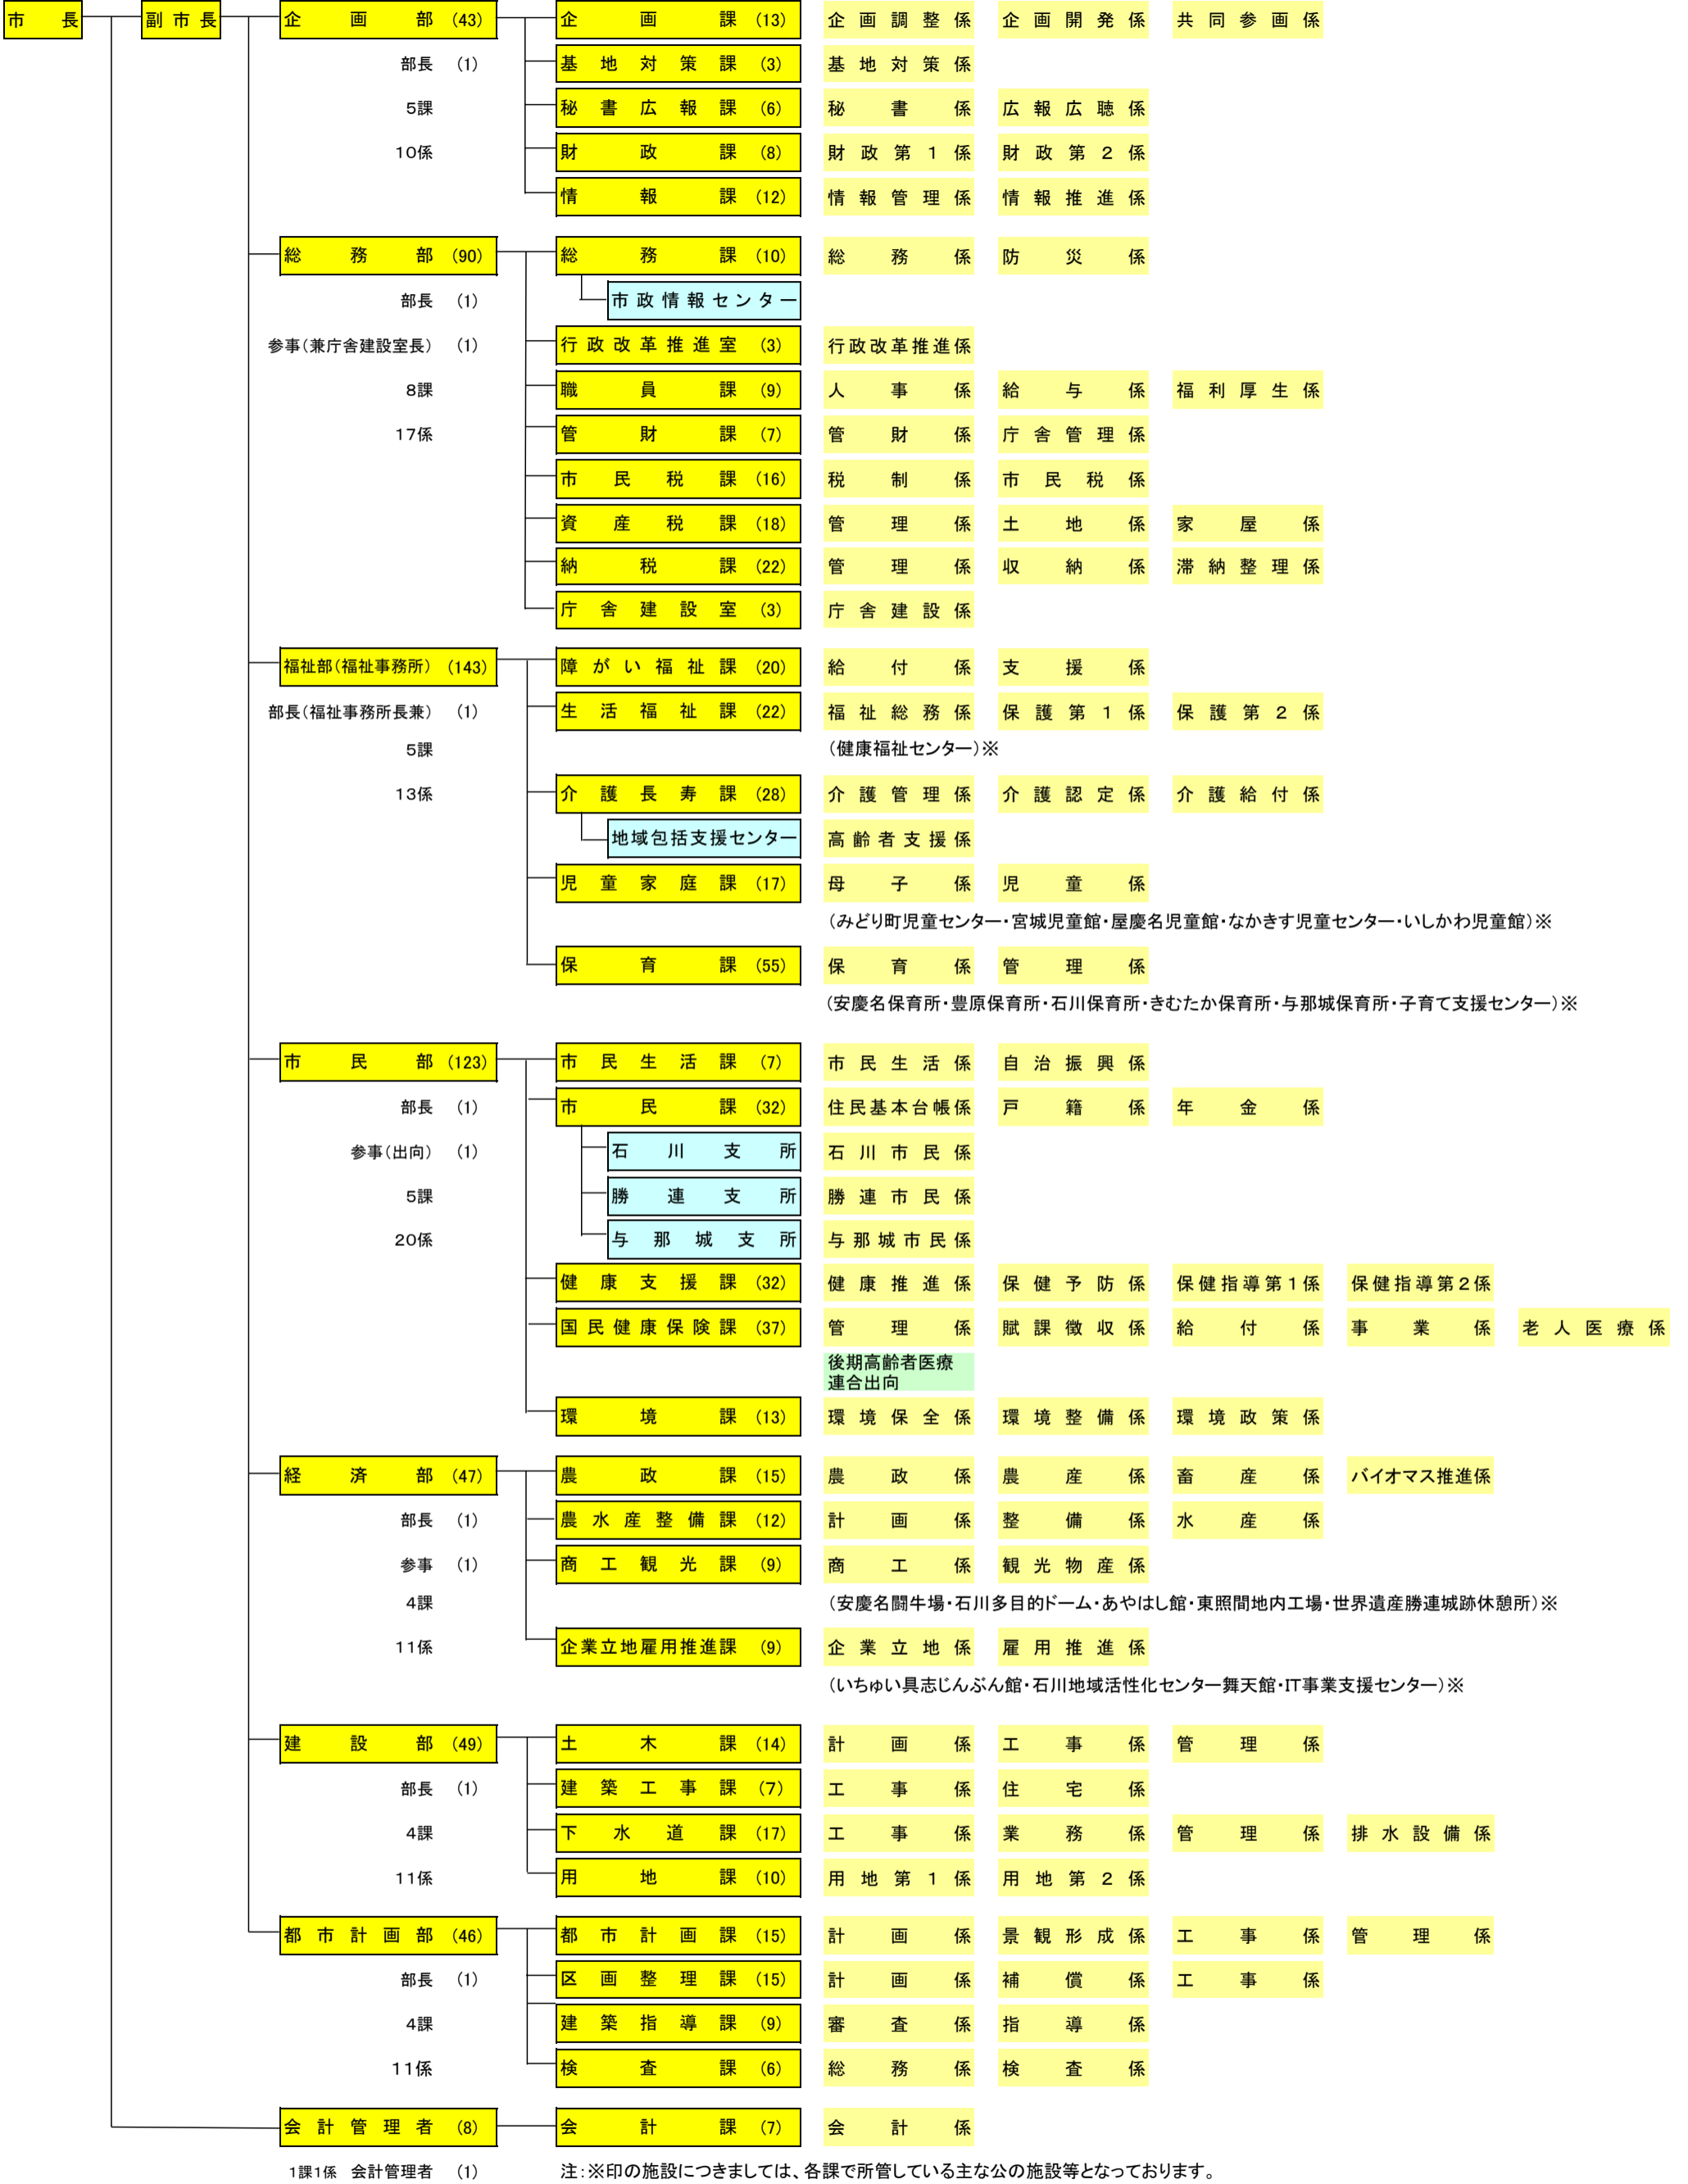 市長 副市長 企画部 (43) 企画課 (13) 企画調整係 企画開発係 共同参画係
部長 (1) 基地対策課 (3) 基地対策係
5課 秘書広報課 (6) 秘書係 広報広聴係
10係 財政課 (8) 財政第1係 財政第2係
情報課 (12) 情報管理係 情報推進係
総務部 (90) 総務課 (10) 総務係 防災係
部長 (1) 市政情報センター
参事(兼庁舎建設室長) (1) 行政改革推進室 (3) 行政改革推進係
8課 職員課 (9) 人事係 給与係 福利厚生係
17係 管財課 (7) 管財係 庁舎管理係
市民税課 (16) 税制係 市民税係
資産税課 (18) 管理係 土地係 家屋係
納税課 (22) 管理係 収納係 滞納整理係
庁舎建設室 (3) 庁舎建設係
福祉部(福祉事務所) (143) 障がい福祉課 (20) 給付係 支援係
部長(福祉事務所長兼) (1) 生活福祉課 (22) 福祉総務係 保護第1係 保護第2係
5課 (健康福祉センター)※
13係 介護長寿課 (28) 介護管理係 介護認定係 介護給付係
地域包括支援センター 高齢者支援係
児童家庭課 (17) 母子係 児童係
(みどり町児童センター・宮城児童館・屋慶名児童館・なかきす児童センター・いしかわ児童館)※
保育課 (55) 保育係 管理係
(安慶名保育所・豊原保育所・石川保育所・きむたか保育所・与那城保育所・子育て支援センター)※
市民部 (123) 市民生活課 (7) 市民生活係 自治振興係
部長 (1) 市民課 (32) 住民基本台帳係 戸籍係 年金係
参事(出向) (1) 石川支所 石川市民係
5課 勝連支所 勝連市民係
20係 与那城支所 与那城市民係
健康支援課 (32) 健康推進係 保健予防係 保健指導第1係 保健指導第2係
国民健康保険課 (37) 管理係 賦課徴収係 給付係 事業係 老人医療係
後期高齢者医療
連合出向
環境課 (13) 環境保全係 環境整備係 環境政策係
経済部 (47) 農政課 (15) 農政係 農産係 畜産係 バイオマス推進係
部長 (1) 農水産整備課 (12) 計画係 整備係 水産係
参事 (1) 商工観光課 (9) 商工係 観光物産係
4課 (安慶名闘牛場・石川多目的ドーム・あやはし館・東照間地内工場・世界遺産勝連城跡休憩所)※
11係 企業立地雇用推進課 (9) 企業立地係 雇用推進係
(いちゅい具志じんぶん館・石川地域活性化センター舞天館・IT事業支援センター)※
建設部 (49) 土木課 (14) 計画係 工事係 管理係
部長 (1) 建築工事課 (7) 工事係 住宅係
4課 下水道課 (17) 工事係 業務係 管理係 排水設備係
11係 用地課 (10) 用地第1係 用地第2係
都市計画部 (46) 都市計画課 (15) 計画係 景観形成係 工事係 管理係
部長 (1) 区画整理課 (15) 計画係 補償係 工事係
4課 建築指導課 (9) 審査係 指導係
11係 検査課 (6) 総務係 検査係
会計管理者 (8) 会計課 (7) 会計係
1課1係 会計管理者 (1) 注:※印の施設につきましては、各課で所管している主な公の施設等となっております。